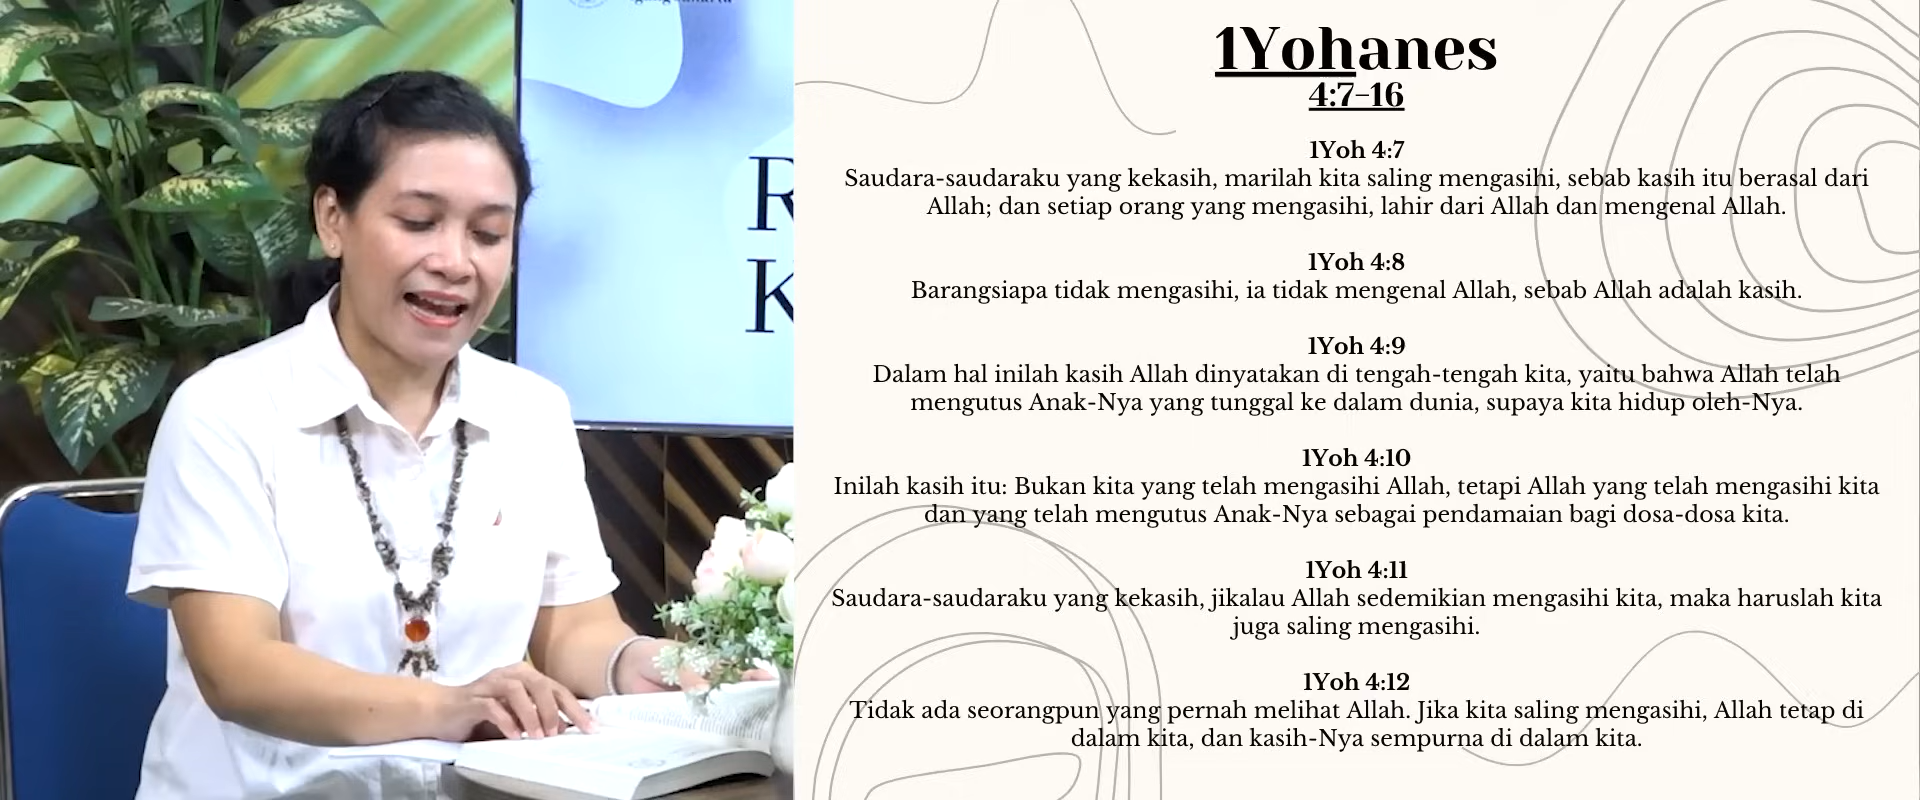 R
K
1Yohanes
4:7-16
1Yoh 4:7
Saudara-saudaraku yang kekasih, marilah kita saling mengasihi, sebab kasih itu berasal dari
Allah; dan setiap orang yang mengasihi, lahir dari Allah dan mengenal Allah.
1Yoh 4:8
Barangsiapa tidak mengasihi, ia tidak mengenal Allah, sebab Allah adalah kasih.
1Yoh 4:9
Dalam hal inilah kasih Allah dinyatakan di tengah-tengah kita, yaitu bahwa Allah telah
mengutus Anak-Nya yang tunggal ke dalam dunia, supaya kita hidup oleh-Nya.
1Yoh 4:10
Inilah kasih itu: Bukan kita yang telah mengasihi Allah, tetapi Allah yang telah mengasihi kita
dan yang telah mengutus Anak-Nya sebagai pendamaian bagi dosa-dosa kita.
1Yoh 4:11
Saudara-saudaraku yang kekasih, jikalau Allah sedemikian mengasihi kita, maka haruslah kita
juga saling mengasihi.
1Yoh 4:12
Tidak ada seorangpun yang pernah melihat Allah. Jika kita saling mengasihi, Allah tetap di
dalam kita, dan kasih-Nya sempurna di dalam kita.